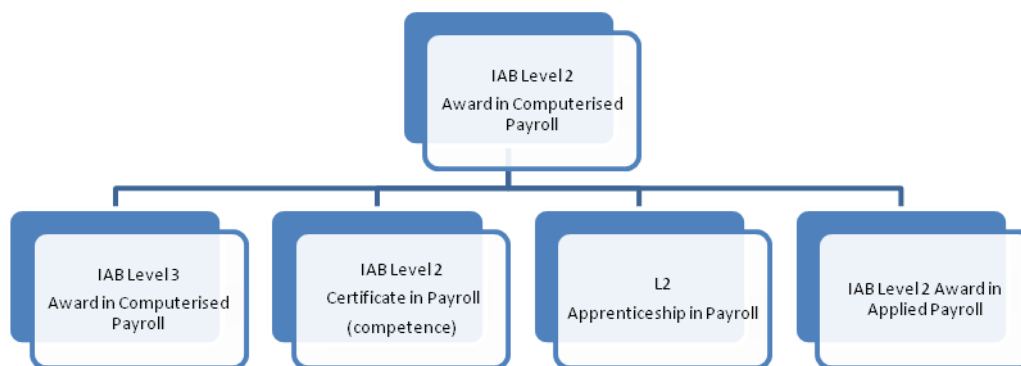 IAB Level 2
Award in Computerised
Payroll
IAB Level 3
Award in Computerised
Payroll
IAB Level 2
Certificate in Payroll
(competence)
L2
Apprenticeship in Payroll
IAB Level 2 Award in
Applied Payroll